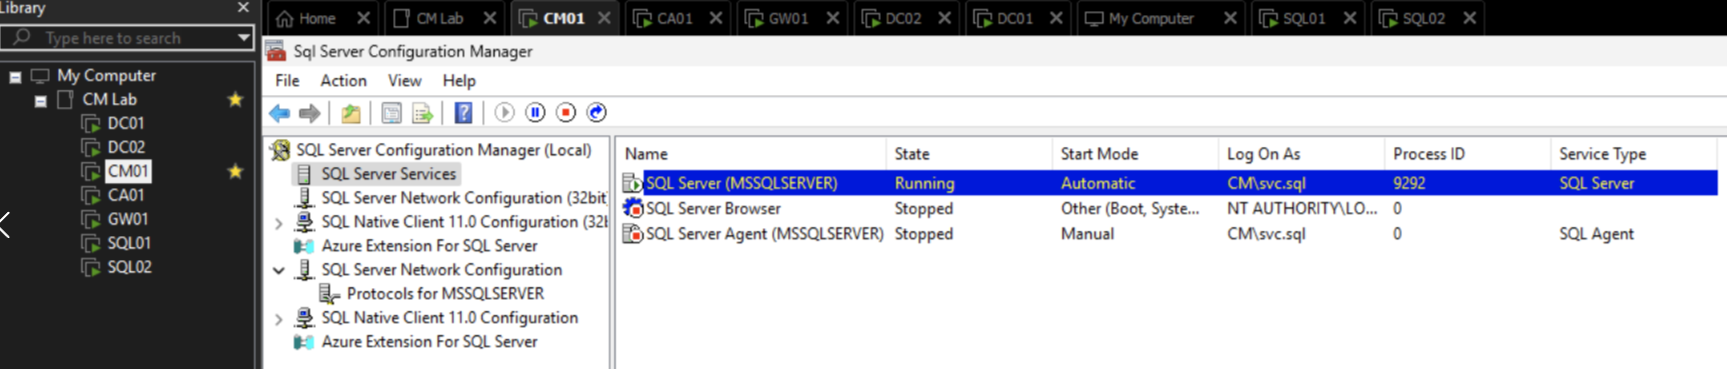 Library
Type here to search
My Computer
CM Lab
DC01
DC02
CM01
CA01
GW01
SQL01
SQL02
Home CM Lab CM01 CA01 GW01 DC02 DC01 My Computer SQL01 SQL02
Sql Server Configuration Manager
File Action View Help
SQL Server Configuration Manager (Local)
SQL Server Services
SQL Server Network Configuration (32bit
SQL Native Client 11.0 Configuration (32b
Azure Extension For SQL Server
SQL Server Network Configuration
Protocols for MSSQLSERVER
SQL Native Client 11.0 Configuration
Azure Extension For SQL Server
Name State Start Mode Log On As Process ID Service Type
SQL Server (MSSQLSERVER) Running Automatic CM\svc.sql 9292 SQL Server
SQL Server Browser Stopped Other (Boot, Syste... NT AUTHORITY\LO... 0
SQL Server Agent (MSSQLSERVER) Stopped Manual CM\svc.sql 0 SQL Agent